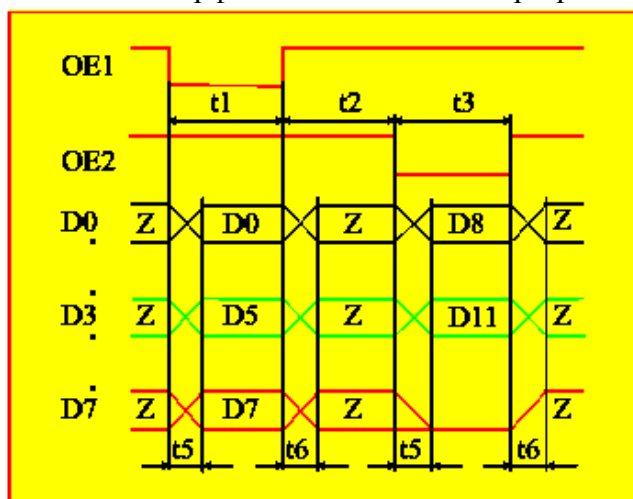 OE1
t1 t2 t3
OE2
D0 Z D0 Z D8 Z
D3 Z D5 Z D11 Z
D7 Z D7 Z Z
t5 t6 t5 t6